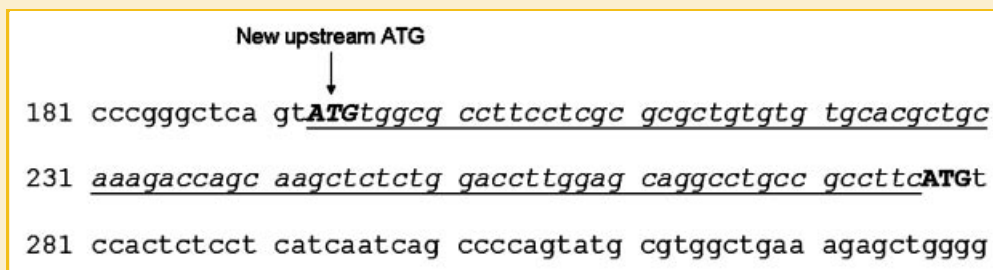 New upstream ATG
181 cccgggctca gtATGtggcg ccttcctcgc gcgctgtgtg tgcacgctgc
231 aaagaccagc aagctctctg gaccttggag caggcctgcc gccttcATGt
281 ccactctcct catcaatcag ccccagtatg cgtggctgaa agagctgggg